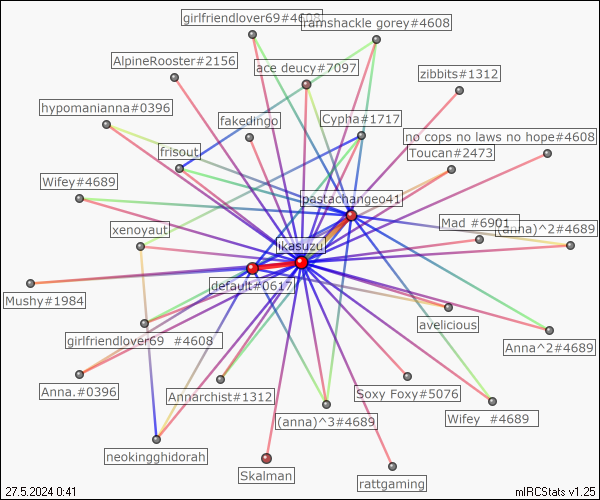 girlfriendlover69#4608
ramshackle gorey#4608
AlpineRooster#2156
ace deucy#7097
zibbits#1312
hypomanianna#0396
fakedingo
Cypha#1717
no cops no laws no hope#4608
frisout
Toucan#2473
Wifey#4689
pastachangeo41
xenoyaut
Mad #6901
(anna)^2#4689
ikasuzu
default#0617
Mushy#1984
avelicious
girlfriendlover69 #4608
Anna^2#4689
Anna.#0396
Annarchist#1312
Soxy Foxy#5076
(anna)^3#4689
Wifey #4689
neokingghidorah
Skalman
rattgaming
27.5.2024 0:41
mIRCStats v1.25